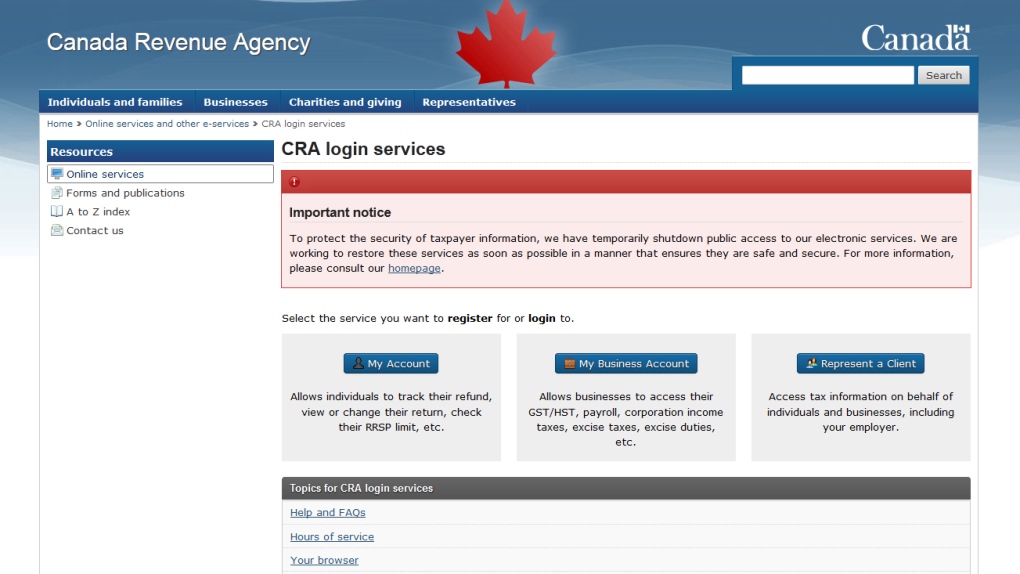 Canada Revenue Agency
Canada
Search
Individuals and families Businesses Charities and giving Representatives
Home > Online services and other e-services > CRA login services
Resources
Online services
Forms and publications
A to Z index
Contact us
CRA login services
Important notice
To protect the security of taxpayer information, we have temporarily shutdown public access to our electronic services. We are
working to restore these services as soon as possible in a manner that ensures they are safe and secure. For more information,
please consult our homepage.
Select the service you want to register for or login to.
My Account
Allows individuals to track their refund,
view or change their return, check
their RRSP limit, etc.
My Business Account
Allows businesses to access their
GST/HST, payroll, corporation income
taxes, excise taxes, excise duties,
etc.
Represent a Client
Access tax information on behalf of
individuals and businesses, including
your employer.
Topics for CRA login services
Help and FAQs
Hours of service
Your browser